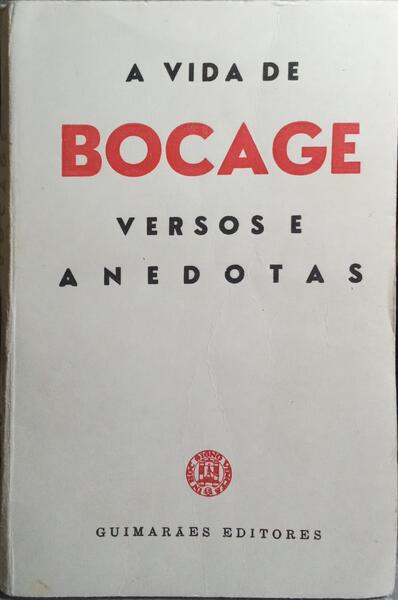 A VIDA DE
BOCAGE
VERSOS E
ANEDOTAS
GUIMARÃES EDITORES